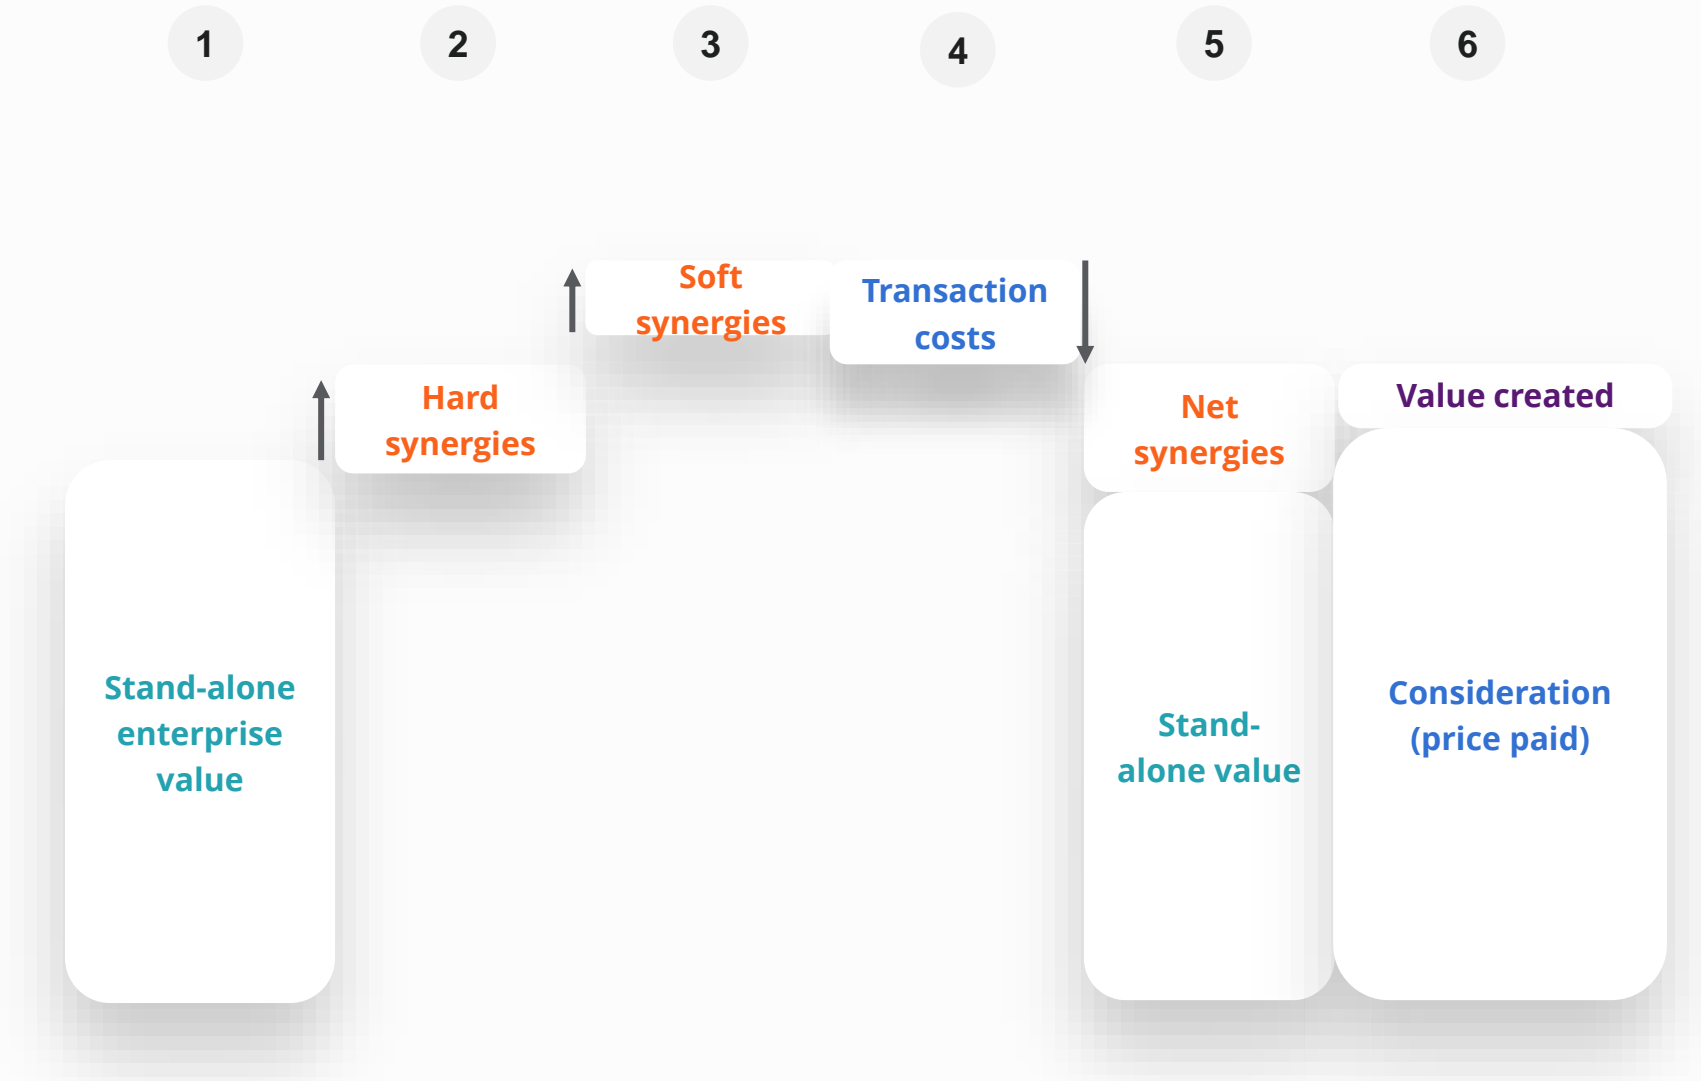 1
2
3
4
5
6
Soft
synergies
Transaction
costs
Hard
synergies
Net
synergies
Value created
Stand-alone
enterprise
value
Stand-
alone value
Consideration
(price paid)